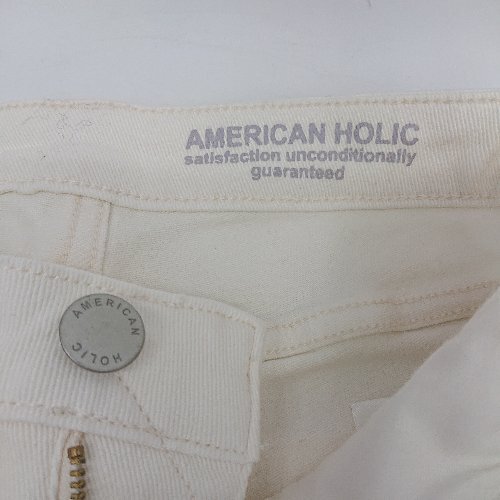 AMERICAN HOLIC
satisfaction unconditionally
guaranteed
AMERICAN
HOLIC